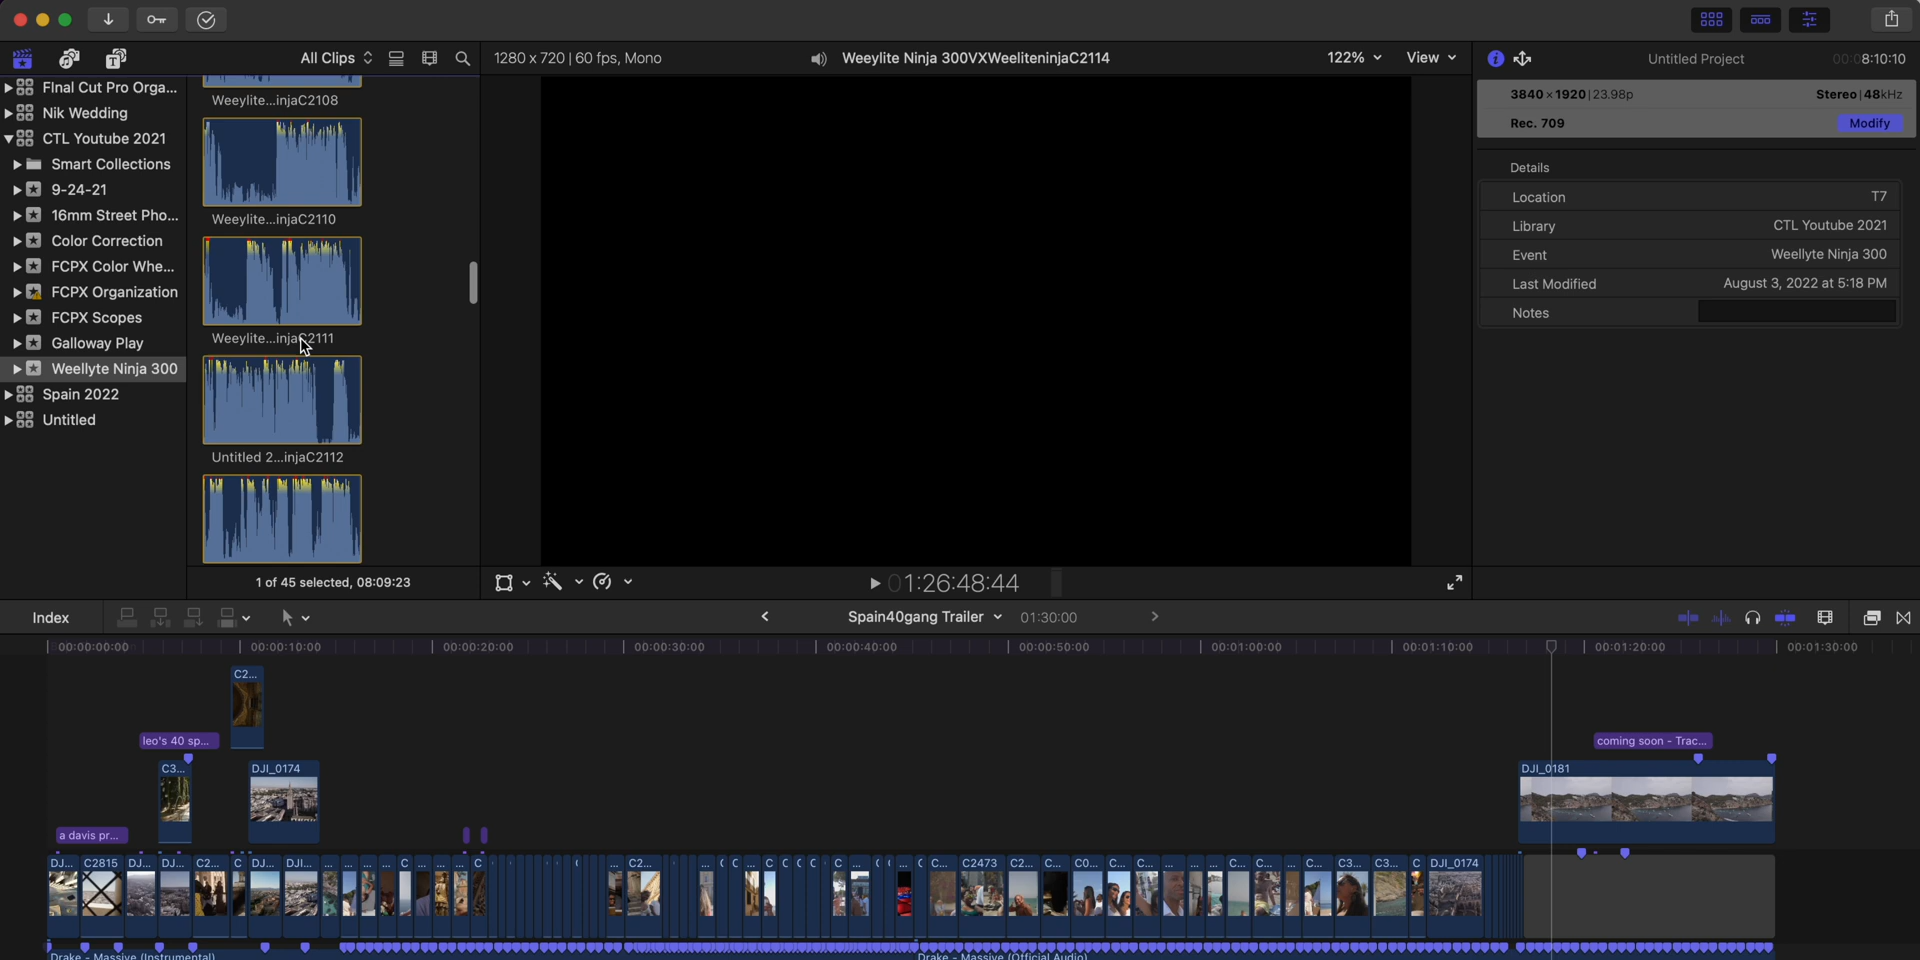 All Clips
1280 x 720 | 60 fps, Mono
Weeylite Ninja 300VXWeeliteninjaC2114
122%
View
Untitled Project
00:08:10:10
FInal Cut Pro Orga...
Nik Wedding
CTL Youtube 2021
Smart Collections
9-24-21
16mm Street Pho...
Color Correction
FCPX Color Whe...
FCPX Organization
FCPX Scopes
Galloway Play
Weellyte Ninja 300
Spain 2022
Untitled
Weeylite...injaC2108
Weeylite...injaC2110
Weeylite...injaC2111
Untitled 2...injaC2112
1 of 45 selected, 08:09:23
3840 × 1920 | 23.98p
Stereo | 48kHz
Rec. 709
Modify
Details
Location T7
Library CTL Youtube 2021
Event Weellyte Ninja 300
Last Modified August 3, 2022 at 5:18 PM
Notes
01:26:48:44
Index
Spain40gang Trailer
01:30:00
00:00:00:00 00:00:10:00 00:00:20:00 00:00:30:00 00:00:40:00 00:00:50:00 00:01:00:00 00:01:10:00 00:01:20:00 00:01:30:00
C2...
leo's 40 sp...
coming soon - Trac...
C3...
DJI_0174
DJI_0181
a davis pr...
DJ... C2815 DJ... DJ... C2... C DJ... DJI... ... ... ... C ... ... ... C ... C2... ... C C ... C C C C C ... C ... C C... C2473 C2... C... C0... C... C... ... ... C... C... ... C... C3... C3... C DJI_0174
Drake - Massive (Instrumental)
Drake - Massive (Official Audio)